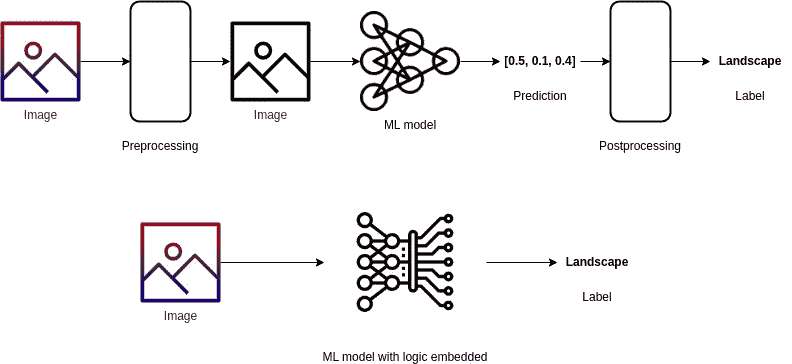 [0.5, 0.1, 0.4]
Landscape
Image
Image
Prediction
Label
ML model
Preprocessing
Postprocessing
Landscape
Label
Image
ML model with logic embedded